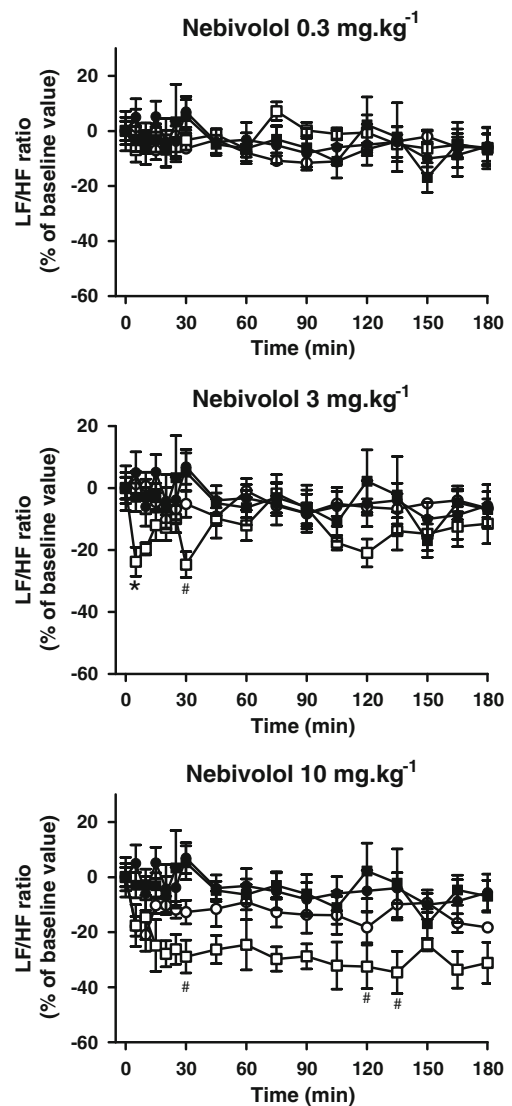 Nebivolol 0.3 mg.kg-1
LF/HF ratio
(% of baseline value)
20
0
-20
-40
-60
0 30 60 90 120 150 180
Time (min)
Nebivolol 3 mg.kg-1
LF/HF ratio
(% of baseline value)
20
0
-20
-40
-60
* #
0 30 60 90 120 150 180
Time (min)
Nebivolol 10 mg.kg-1
LF/HF ratio
(% of baseline value)
20
0
-20
-40
-60
# # #
0 30 60 90 120 150 180
Time (min)